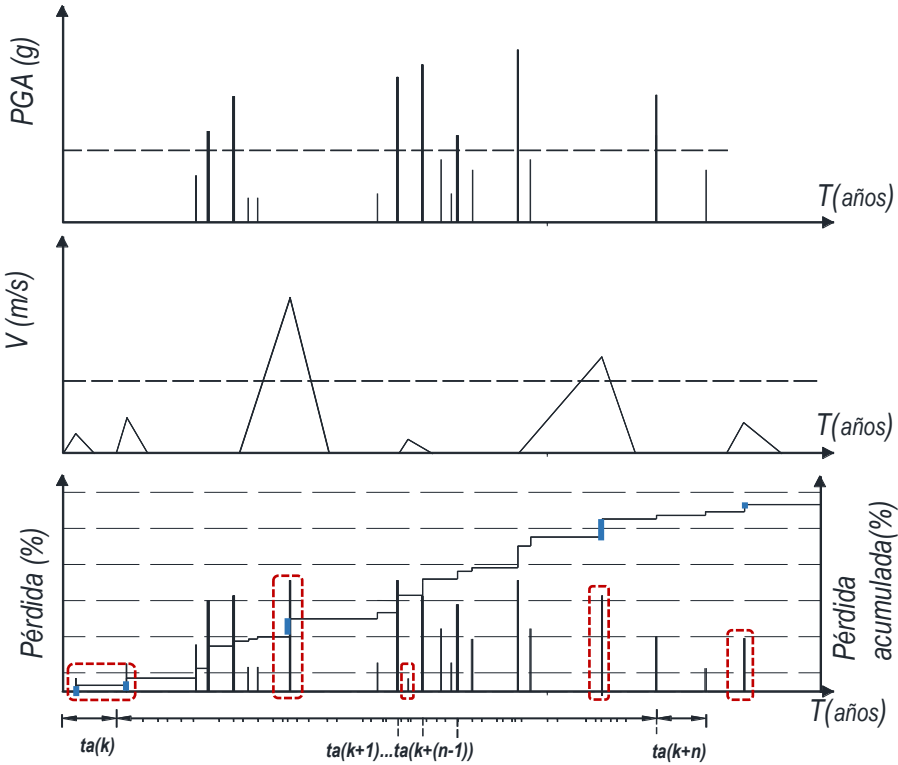 PGA (g)
T(años)
V (m/s)
T(años)
Pérdida (%)
Pérdida
acumulada(%)
T(años)
ta(k)
ta(k+1)...ta(k+(n-1))
ta(k+n)